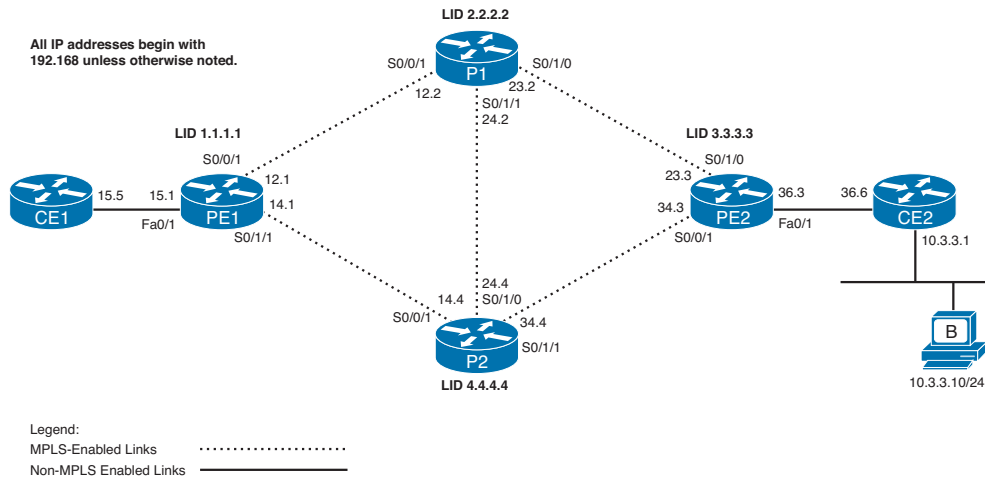 LID 2.2.2.2
All IP addresses begin with
192.168 unless otherwise noted.
S0/0/1
P1
S0/1/0
12.2
23.2
S0/1/1
24.2
LID 1.1.1.1
LID 3.3.3.3
S0/0/1
S0/1/0
12.1
23.3
CE1
15.5
15.1
PE1
14.1
34.3
PE2
36.3
36.6
CE2
Fa0/1
S0/1/1
S0/0/1
Fa0/1
10.3.3.1
24.4
14.4
S0/1/0
S0/0/1
34.4
P2
S0/1/1
LID 4.4.4.4
B
10.3.3.10/24
Legend:
MPLS-Enabled Links
Non-MPLS Enabled Links